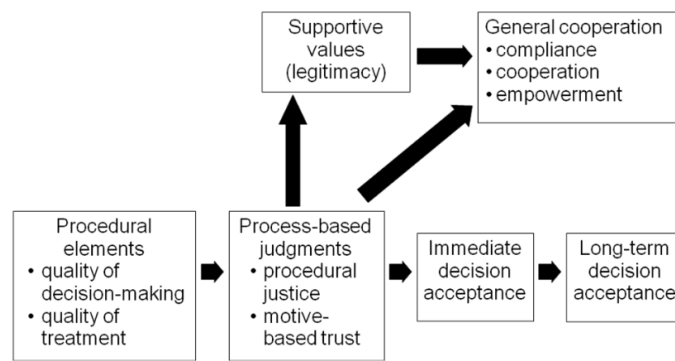 Supportive
values
(legitimacy)
General cooperation
• compliance
• cooperation
• empowerment
Procedural
elements
• quality of
decision-making
• quality of
treatment
Process-based
judgments
• procedural
justice
• motive-
based trust
Immediate
decision
acceptance
Long-term
decision
acceptance